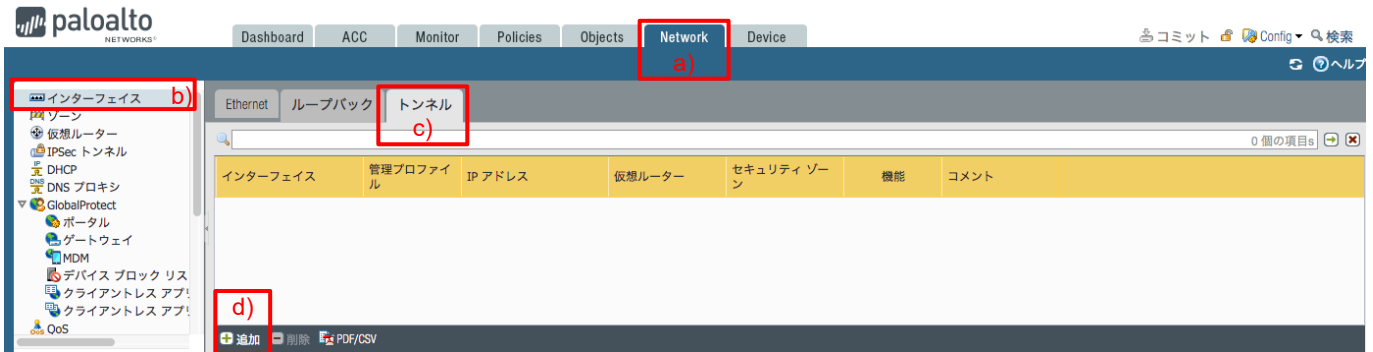 paloalto
NETWORKS®
Dashboard ACC Monitor Policies Objects Network Device
コミット Config 検索
a)
ヘルプ
インターフェイス b)
ゾーン
仮想ルーター
IPSec トンネル
DHCP
DNS プロキシ
GlobalProtect
ポータル
ゲートウェイ
MDM
デバイス ブロック リス
クライアントレス アプ
クライアントレス アプ
QoS
Ethernet ループバック トンネル
c)
0 個の項目s
インターフェイス 管理プロファイル IP アドレス 仮想ルーター セキュリティ ゾーン 機能 コメント
d)
追加 削除 PDF/CSV